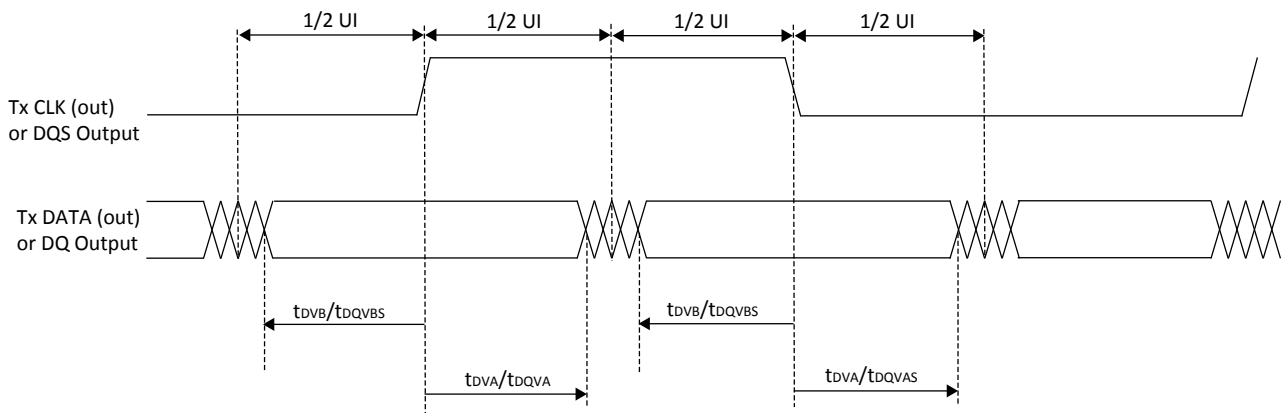 1/2 UI
1/2 UI
1/2 UI
1/2 UI
Tx CLK (out)
or DQS Output
Tx DATA (out)
or DQ Output
tDVB/tDQVBS
tDVB/tDQVBS
tDVA/tDQVA
tDVA/tDQVAS